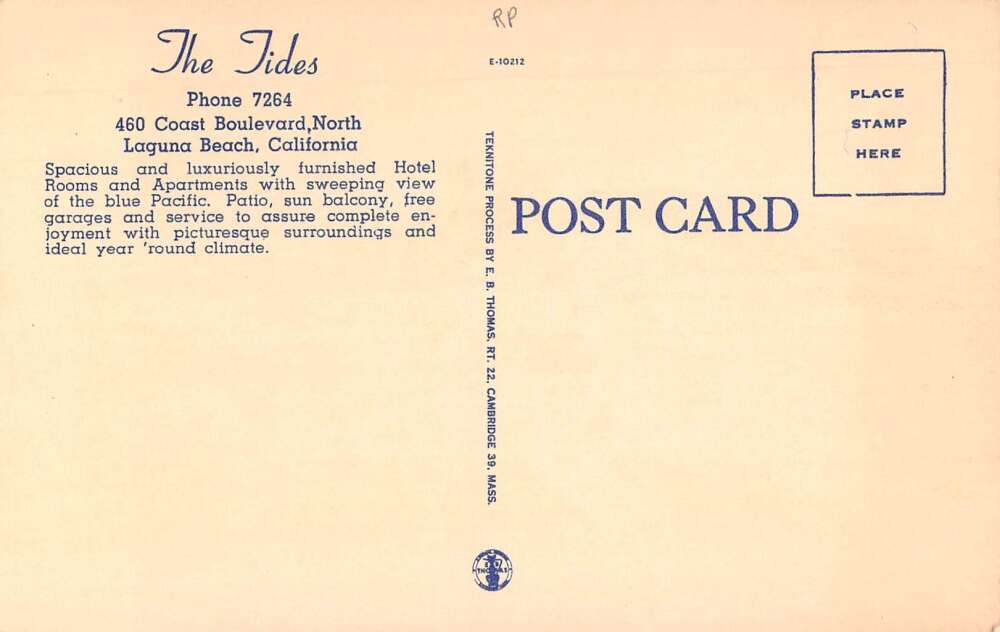 RP
The Tides
Phone 7264
460 Coast Boulevard,North
Laguna Beach, California
Spacious and luxuriously furnished Hotel
Rooms and Apartments with sweeping view
of the blue Pacific. Patio, sun balcony, free
garages and service to assure complete en-
joyment with picturesque surroundings and
ideal year 'round climate.
E-10212
TEKNITONE PROCESS BY E. B. THOMAS, RT. 22, CAMBRIDGE 39, MASS.
THOMAS
POST CARD
PLACE
STAMP
HERE